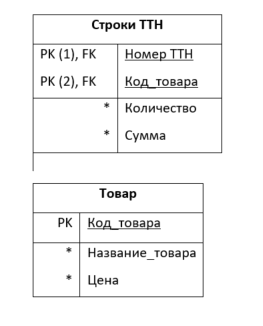 Строки ТТН
PK (1), FK Номер ТТН
PK (2), FK Код_товара
* Количество
* Сумма
Товар
PK Код_товара
* Название_товара
* Цена